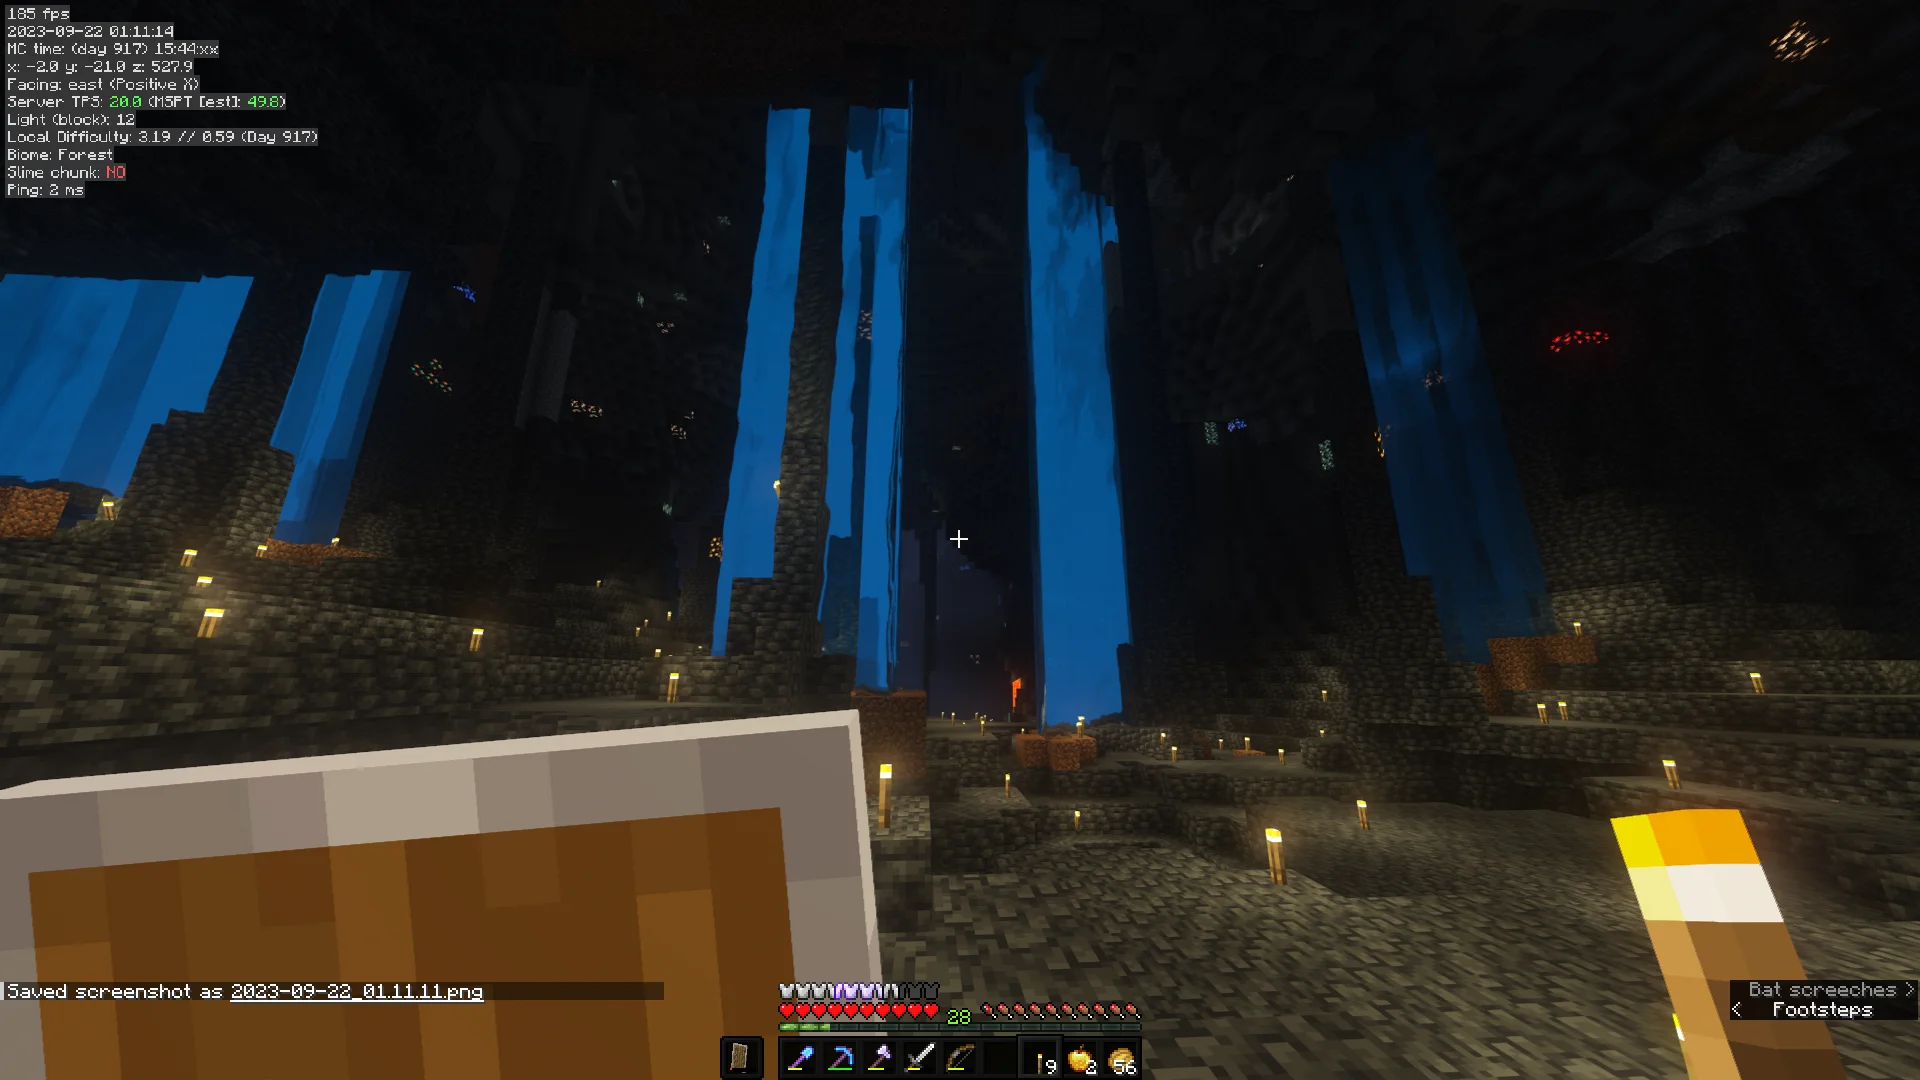 185 fps
2023-09-22 01:11:14
MC time: (day 917) 15:44:xx
x: -2.0 y: -21.0 z: 527.9
Facing: east (Positive X)
Server TPS: 20.0 (MSPT [est]: 49.8)
Light (block): 12
Local Difficulty: 3.19 // 0.59 (Day 917)
Biome: Forest
Slime chunk: NO
Ping: 2 ms
Saved screenshot as 2023-09-22_01.11.11.png
Bat screeches >
< Footsteps
28
9 2 56